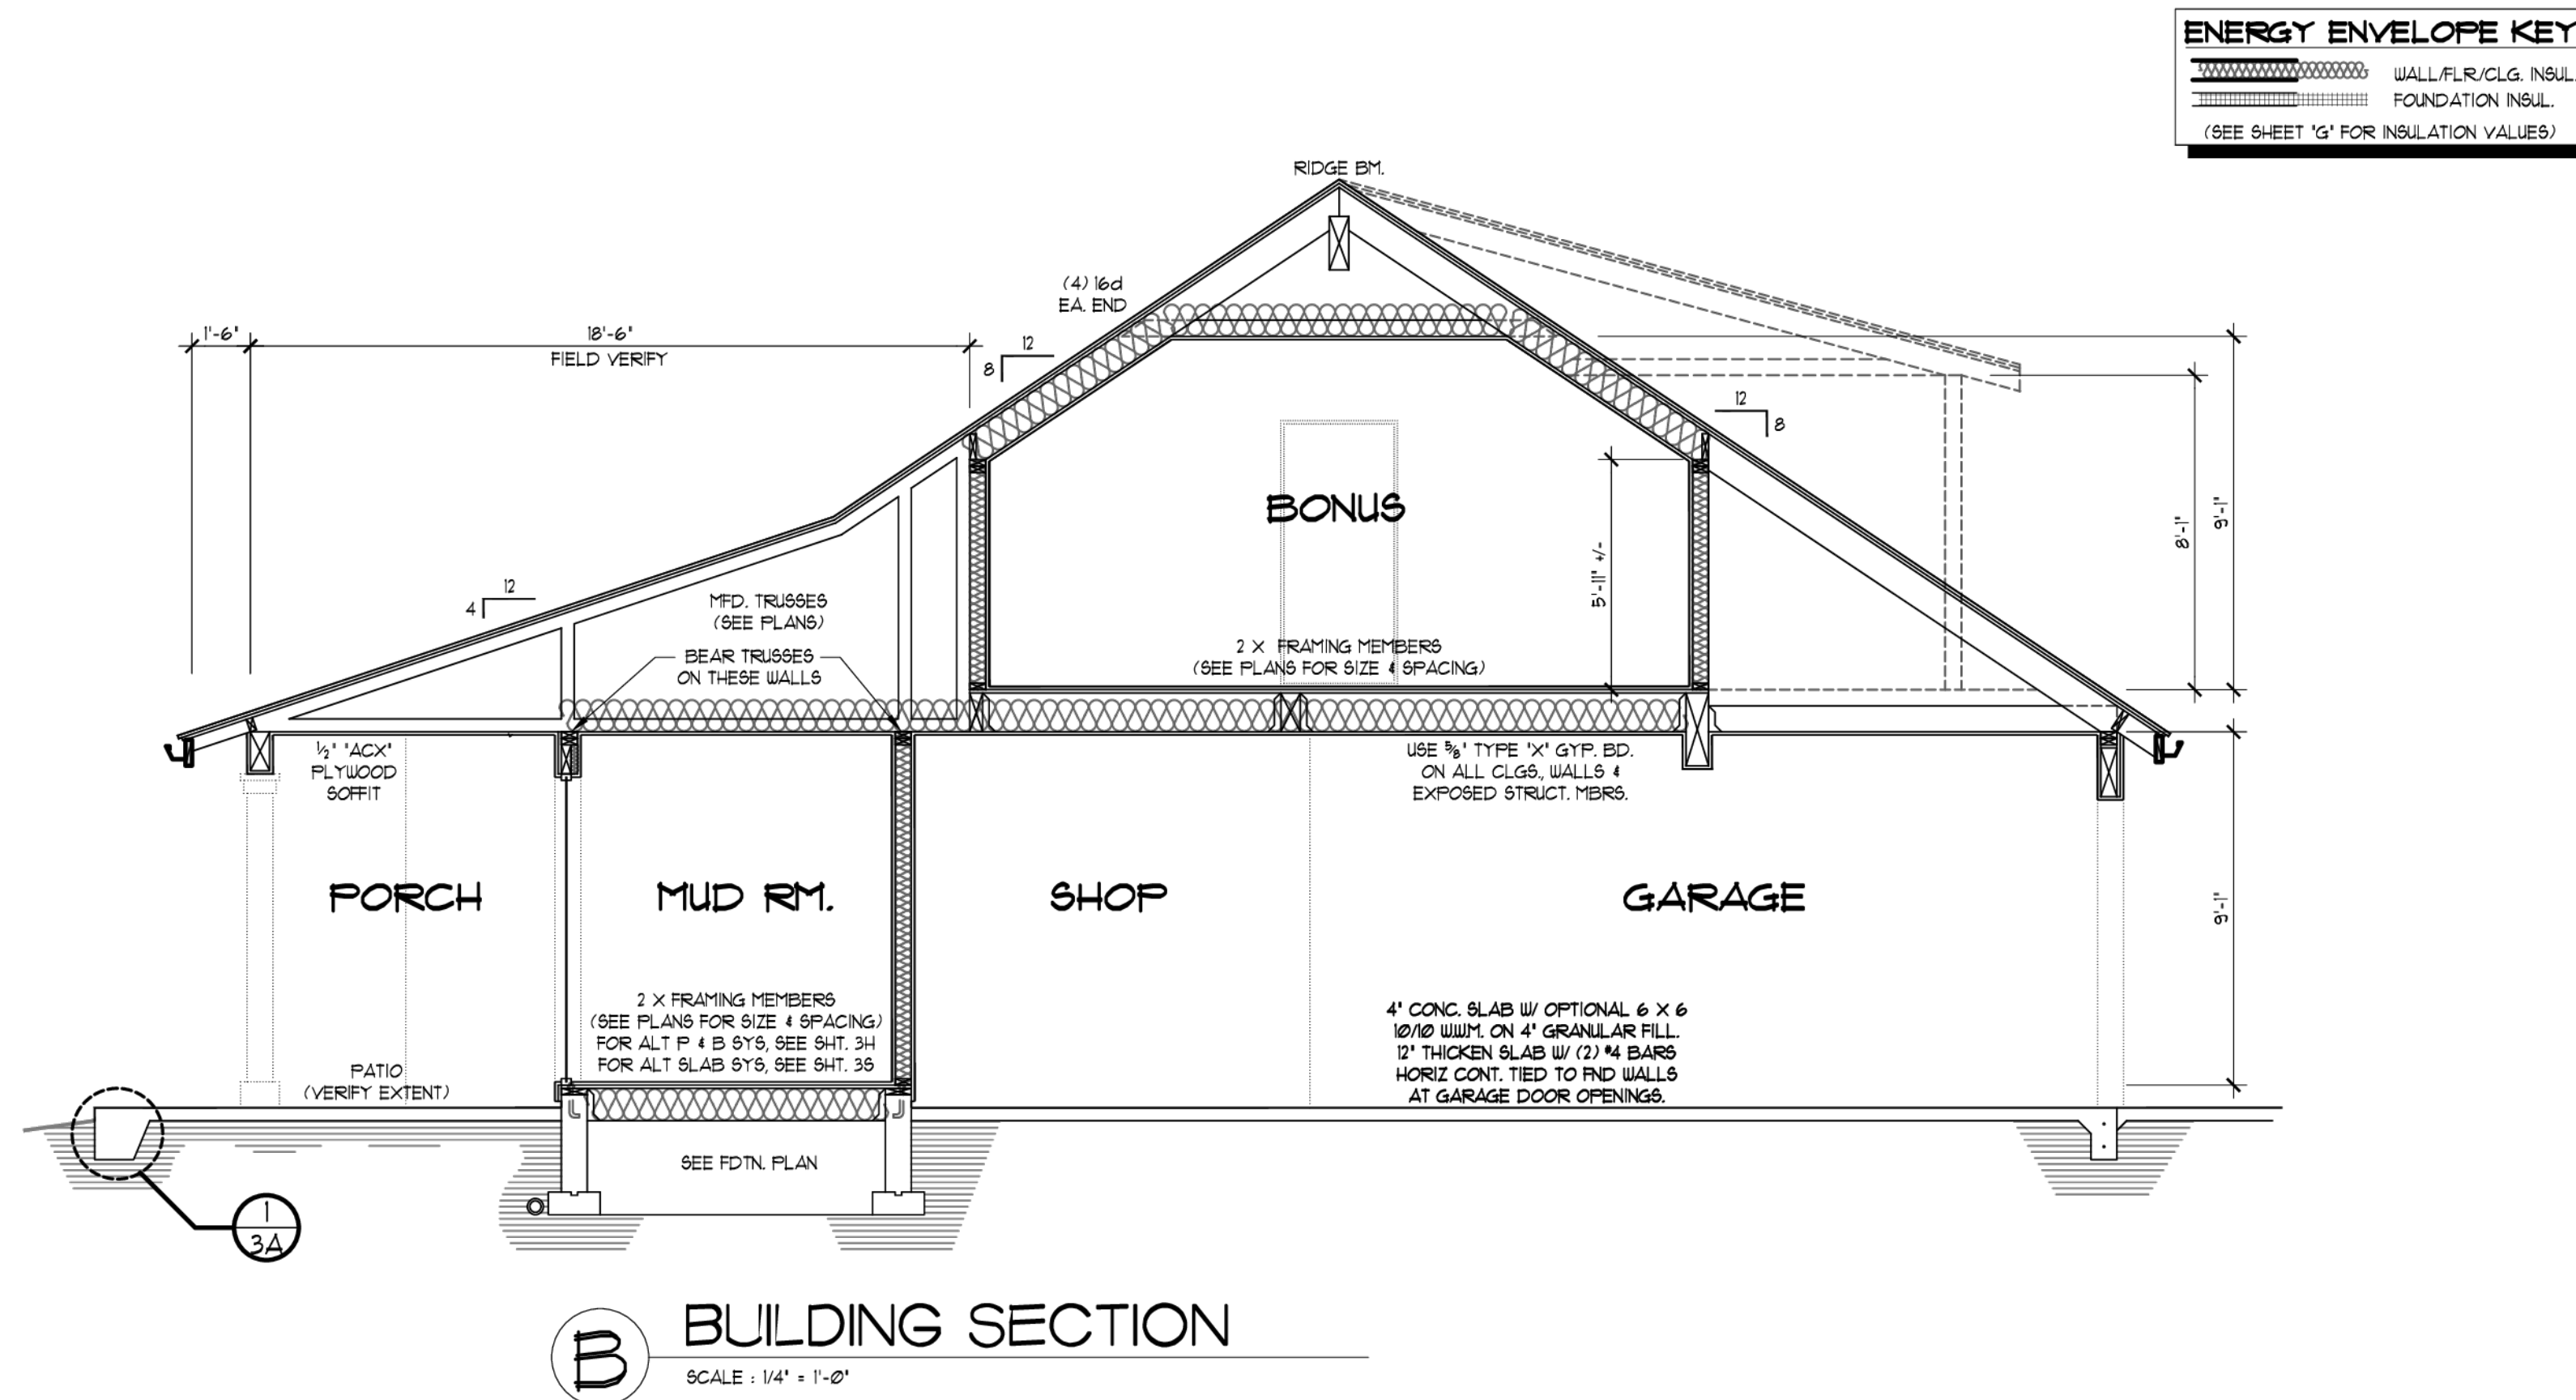 ENERGY ENVELOPE KEY
WALL/FLR/CLG. INSUL.
FOUNDATION INSUL.
(SEE SHEET "G" FOR INSULATION VALUES)
RIDGE BM.
(4) 16d
EA. END
1'-6"
18'-6"
FIELD VERIFY
12
8
12
8
BONUS
5'-11" +/-
8'-1"
9'-1"
12
4
MFD. TRUSSES
(SEE PLANS)
BEAR TRUSSES
ON THESE WALLS
2 X FRAMING MEMBERS
(SEE PLANS FOR SIZE & SPACING)
1/2" "ACX"
PLYWOOD
SOFFIT
USE 5/8" TYPE "X" GYP. BD.
ON ALL CLGS., WALLS &
EXPOSED STRUCT. MBRS.
PORCH
MUD RM.
SHOP
GARAGE
9'-1"
2 X FRAMING MEMBERS
(SEE PLANS FOR SIZE & SPACING)
FOR ALT P & B SYS, SEE SHT. 3H
FOR ALT SLAB SYS, SEE SHT. 3S
4" CONC. SLAB W/ OPTIONAL 6 X 6
10/10 W.W.M. ON 4" GRANULAR FILL.
12" THICKEN SLAB W/ (2) #4 BARS
HORIZ CONT. TIED TO FND WALLS
AT GARAGE DOOR OPENINGS.
PATIO
(VERIFY EXTENT)
SEE FDTN. PLAN
1
3A
B
BUILDING SECTION
SCALE : 1/4" = 1'-0"